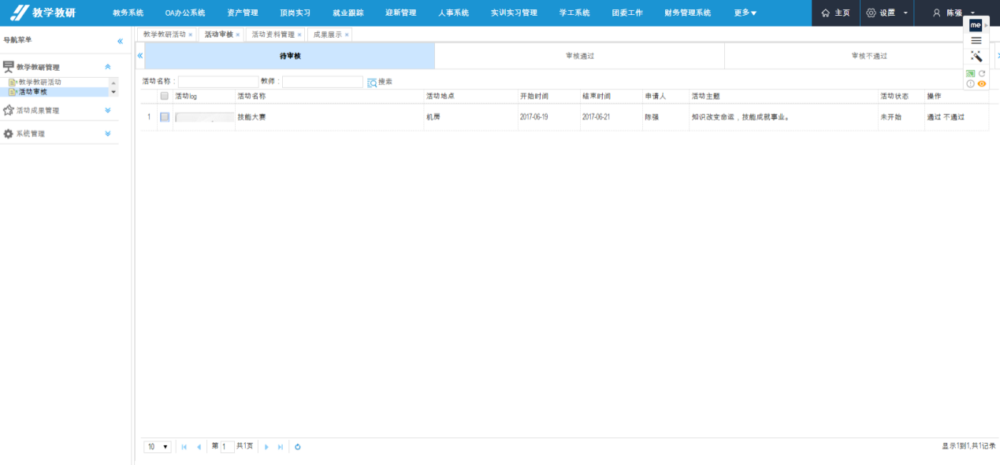 教学教研 教务系统 OA办公系统 资产管理 顶岗实习 就业跟踪 迎新管理 人事系统 实训实习管理 学工系统 团委工作 财务管理系统 更多▼ 主页 设置 陈强
me
导航菜单 «
教学教研活动 × 活动审核 × 活动资料管理 × 成果展示 ×
教学教研管理
教学教研活动
活动审核
活动成果管理
系统管理
« 待审核 审核通过 审核不通过
活动名称： 教师： 搜素
活动log 活动名称 活动地点 开始时间 结束时间 申请人 活动主题 活动状态 操作
1 技能大赛 机房 2017-06-19 2017-06-21 陈强 知识改变命运，技能成就事业。 未开始 通过 不通过
10 ▼ 第 1 共1页 显示1到1,共1记录